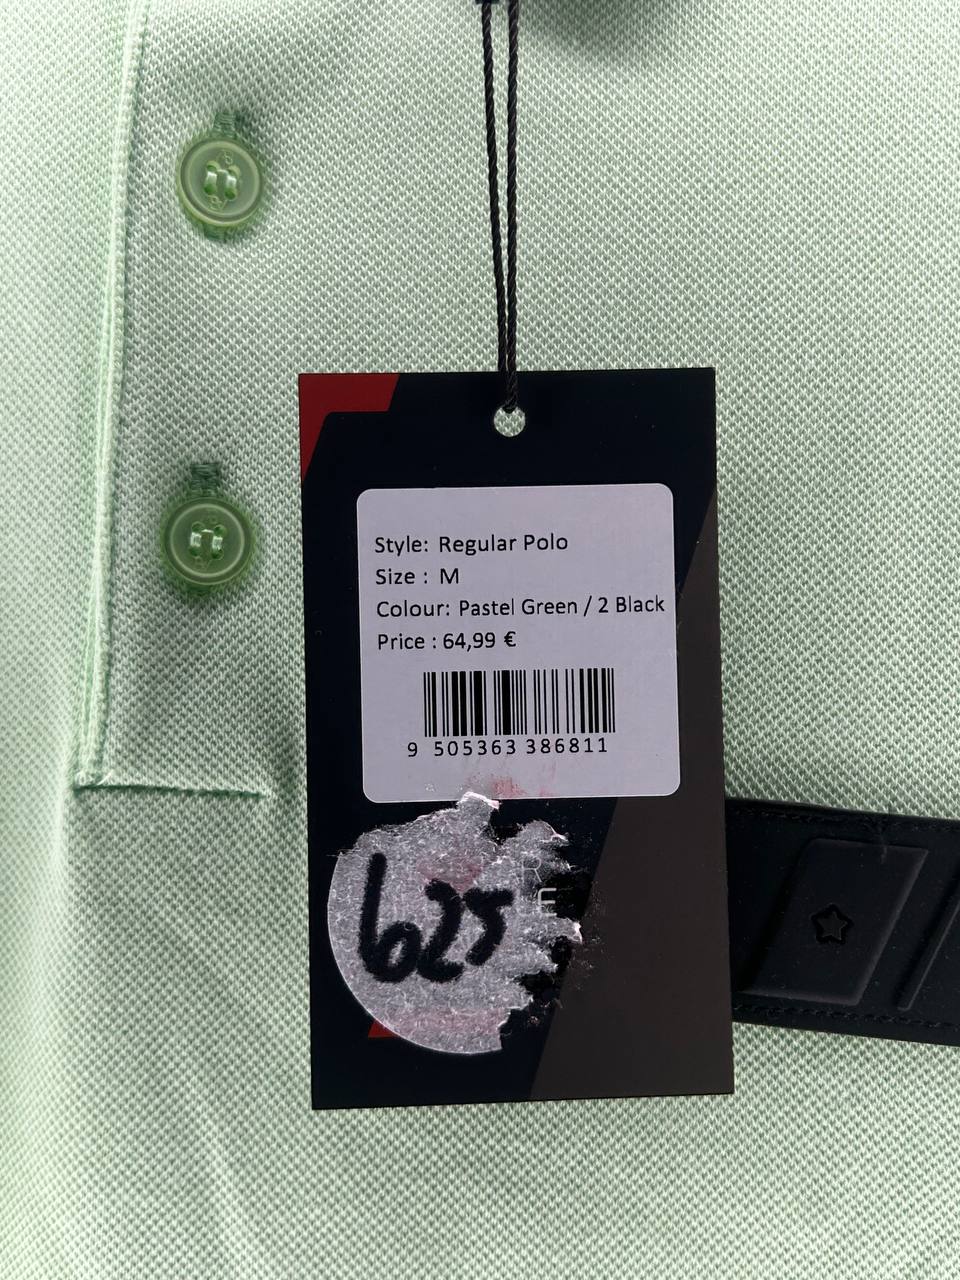 Style: Regular Polo
Size : M
Colour: Pastel Green / 2 Black
Price : 64,99 €
9 505363 386811
625